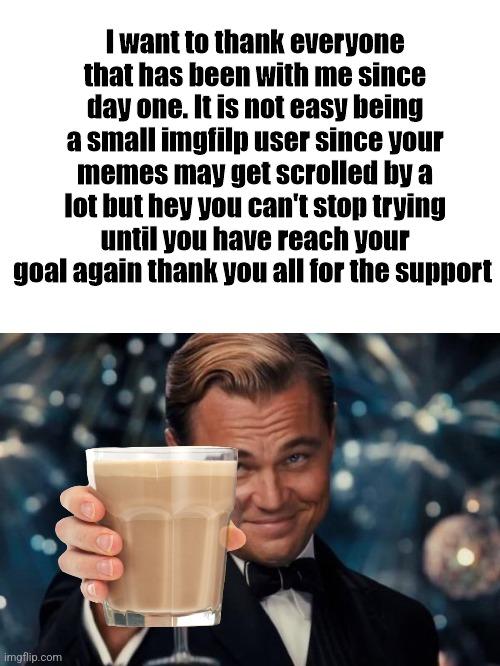 I want to thank everyone
that has been with me since
day one. It is not easy being
a small imgfilp user since your
memes may get scrolled by a
lot but hey you can't stop trying
until you have reach your
goal again thank you all for the support
imgflip.com